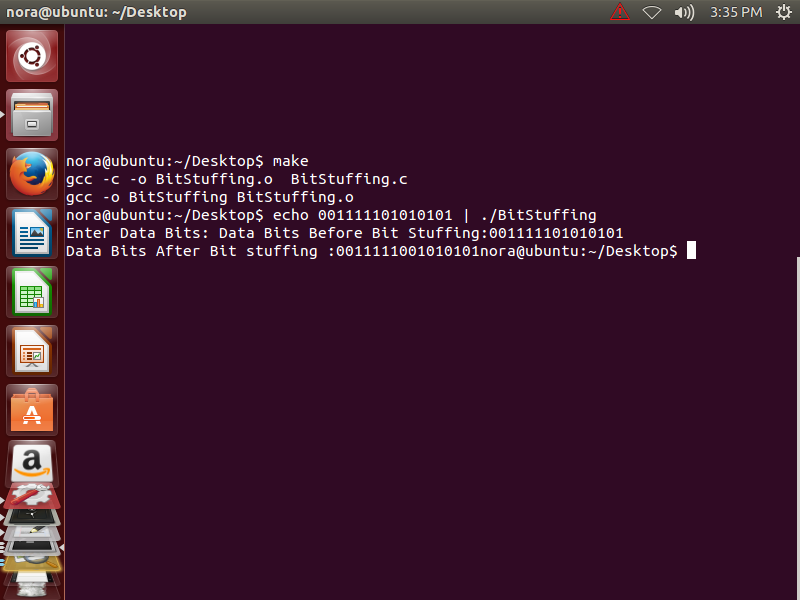 nora@ubuntu: ~/Desktop
3:35 PM
nora@ubuntu:~/Desktop$ make
gcc -c -o BitStuffing.o  BitStuffing.c
gcc -o BitStuffing BitStuffing.o
nora@ubuntu:~/Desktop$ echo 001111101010101 | ./BitStuffing
Enter Data Bits: Data Bits Before Bit Stuffing:001111101010101
Data Bits After Bit stuffing :0011111001010101nora@ubuntu:~/Desktop$
a